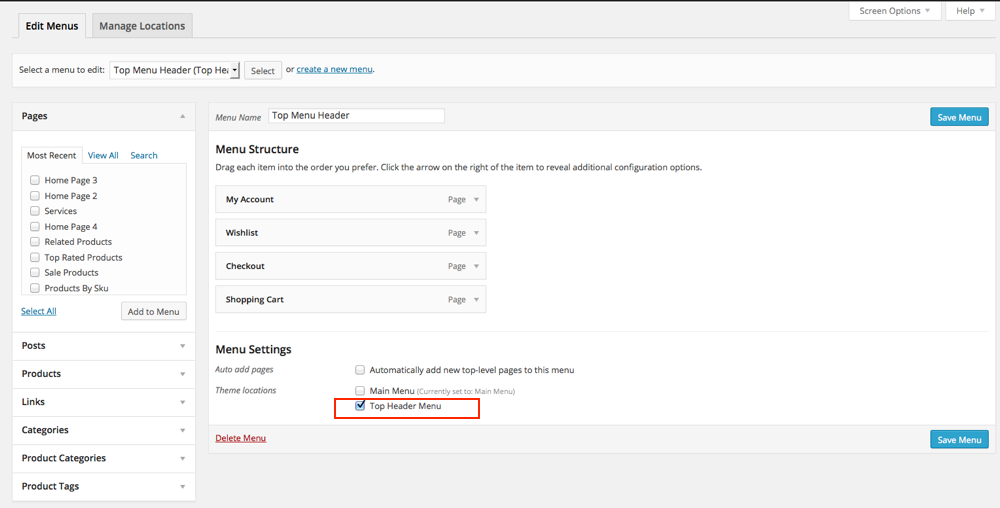 Screen Options
Help
Edit Menus
Manage Locations
Select a menu to edit: Top Menu Header (Top Hea Select or create a new menu.
Pages
Most Recent View All Search
Home Page 3
Home Page 2
Services
Home Page 4
Related Products
Top Rated Products
Sale Products
Products By Sku
Select All Add to Menu
Posts
Products
Links
Categories
Product Categories
Product Tags
Menu Name Top Menu Header Save Menu
Menu Structure
Drag each item into the order you prefer. Click the arrow on the right of the item to reveal additional configuration options.
My Account Page
Wishlist Page
Checkout Page
Shopping Cart Page
Menu Settings
Auto add pages Automatically add new top-level pages to this menu
Theme locations Main Menu (Currently set to: Main Menu)
Top Header Menu
Delete Menu Save Menu